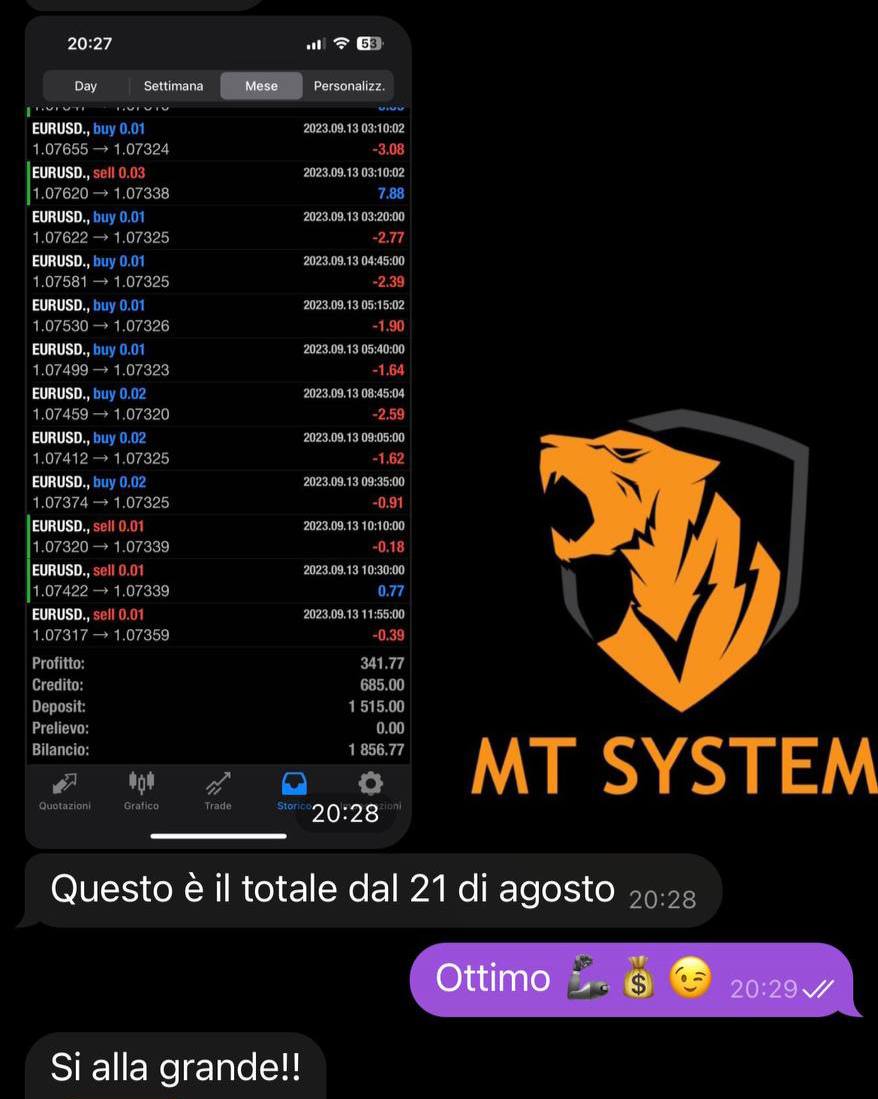 20:27
53
Day Settimana Mese Personalizz.
EURUSD., buy 0.01 2023.09.13 03:10:02
1.07655 → 1.07324 -3.08
EURUSD., sell 0.03 2023.09.13 03:10:02
1.07620 → 1.07338 7.88
EURUSD., buy 0.01 2023.09.13 03:20:00
1.07622 → 1.07325 -2.77
EURUSD., buy 0.01 2023.09.13 04:45:00
1.07581 → 1.07325 -2.39
EURUSD., buy 0.01 2023.09.13 05:15:02
1.07530 → 1.07326 -1.90
EURUSD., buy 0.01 2023.09.13 05:40:00
1.07499 → 1.07323 -1.64
EURUSD., buy 0.02 2023.09.13 08:45:04
1.07459 → 1.07320 -2.59
EURUSD., buy 0.02 2023.09.13 09:05:00
1.07412 → 1.07325 -1.62
EURUSD., buy 0.02 2023.09.13 09:35:00
1.07374 → 1.07325 -0.91
EURUSD., sell 0.01 2023.09.13 10:10:00
1.07320 → 1.07339 -0.18
EURUSD., sell 0.01 2023.09.13 10:30:00
1.07422 → 1.07339 0.77
EURUSD., sell 0.01 2023.09.13 11:55:00
1.07317 → 1.07359 -0.39
Profitto: 341.77
Credito: 685.00
Deposit: 1 515.00
Prelievo: 0.00
Bilancio: 1 856.77
Quotazioni Grafico Trade Storico
20:28
MT SYSTEM
Questo è il totale dal 21 di agosto 20:28
Ottimo 🦾💰😉 20:29
Si alla grande!!